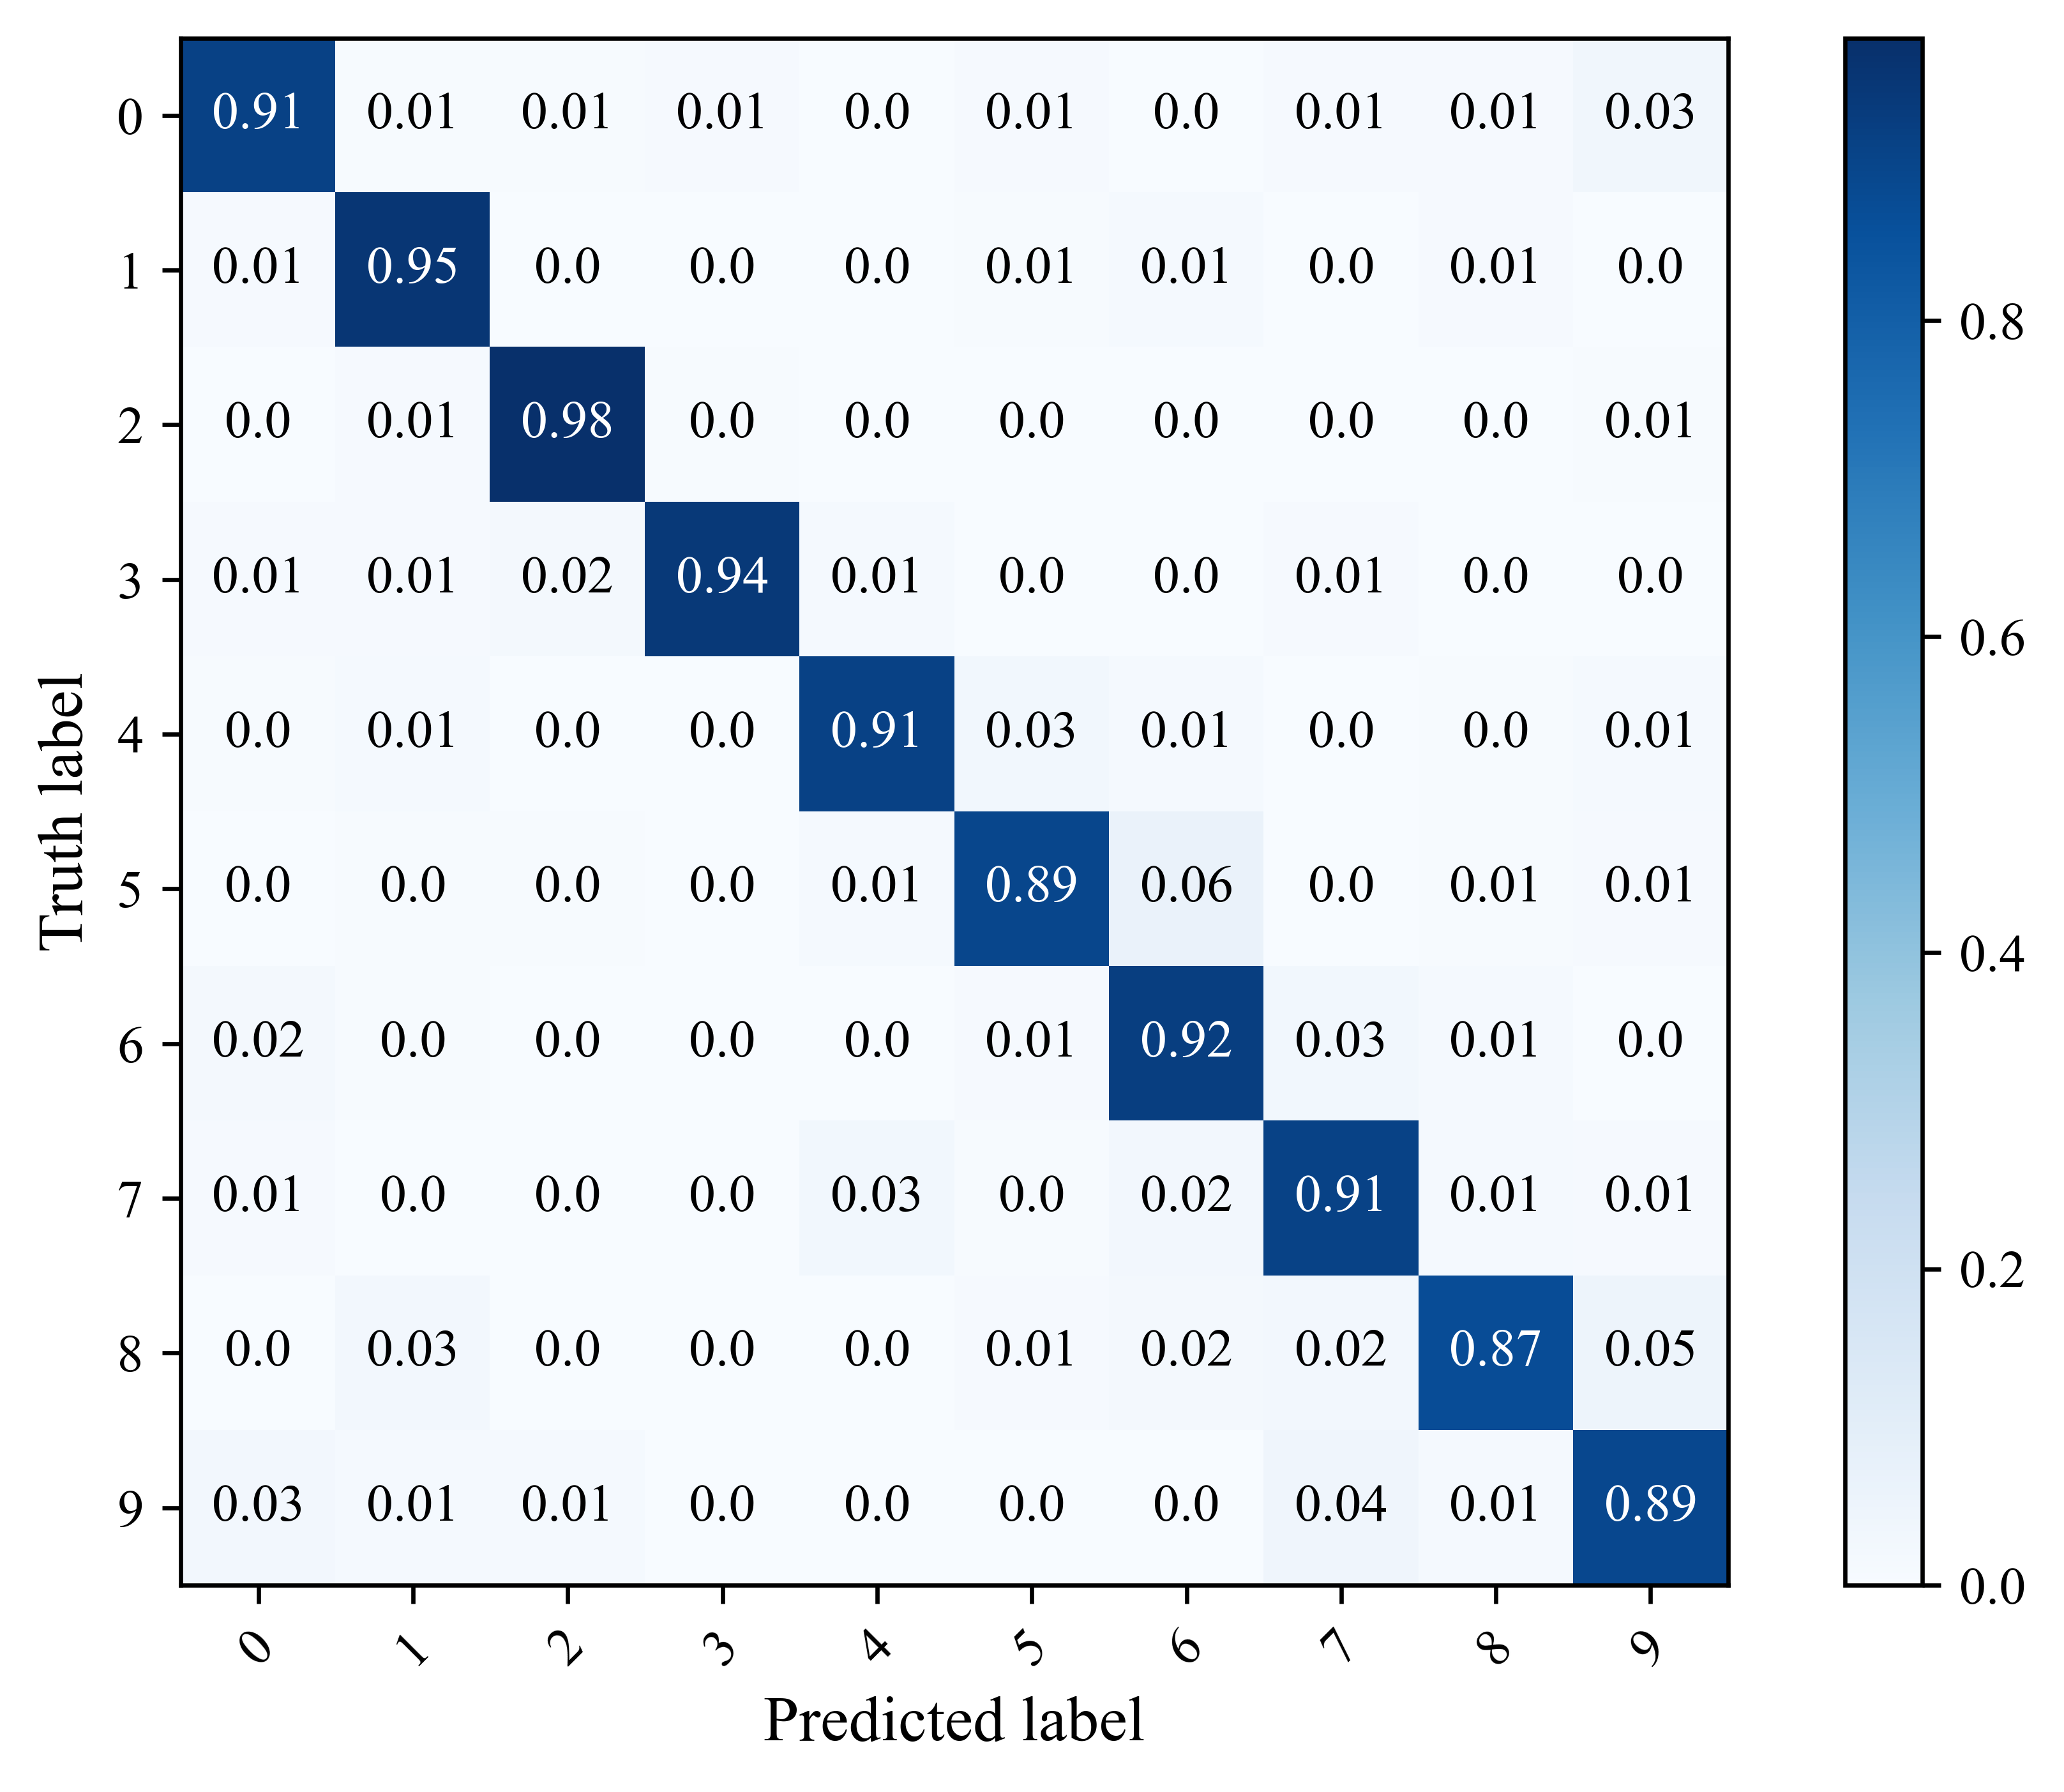 0 0.91 0.01 0.01 0.01 0.0 0.01 0.0 0.01 0.01 0.03
1 0.01 0.95 0.0 0.0 0.0 0.01 0.01 0.0 0.01 0.0
2 0.0 0.01 0.98 0.0 0.0 0.0 0.0 0.0 0.0 0.01
3 0.01 0.01 0.02 0.94 0.01 0.0 0.0 0.01 0.0 0.0
4 0.0 0.01 0.0 0.0 0.91 0.03 0.01 0.0 0.0 0.01
5 0.0 0.0 0.0 0.0 0.01 0.89 0.06 0.0 0.01 0.01
6 0.02 0.0 0.0 0.0 0.0 0.01 0.92 0.03 0.01 0.0
7 0.01 0.0 0.0 0.0 0.03 0.0 0.02 0.91 0.01 0.01
8 0.0 0.03 0.0 0.0 0.0 0.01 0.02 0.02 0.87 0.05
9 0.03 0.01 0.01 0.0 0.0 0.0 0.0 0.04 0.01 0.89
0 1 2 3 4 5 6 7 8 9
Predicted label
Truth label
0.8
0.6
0.4
0.2
0.0